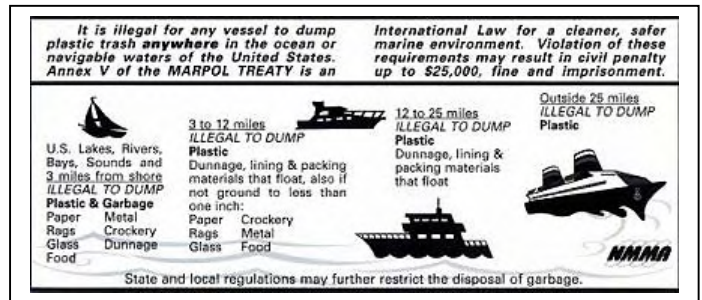 It is illegal for any vessel to dump
plastic trash anywhere in the ocean or
navigable waters of the United States.
Annex V of the MARPOL TREATY is an
International Law for a cleaner, safer
marine environment. Violation of these
requirements may result in civil penalty
up to $25,000, fine and imprisonment.
U.S. Lakes, Rivers,
Bays, Sounds and
3 miles from shore
ILLEGAL TO DUMP
Plastic & Garbage
Paper Metal
Rags Crockery
Glass Dunnage
Food
3 to 12 miles
ILLEGAL TO DUMP
Plastic
Dunnage, lining & packing
materials that float, also if
not ground to less than
one inch:
Paper Crockery
Rags Metal
Glass Food
12 to 25 miles
ILLEGAL TO DUMP
Plastic
Dunnage, lining &
packing materials
that float
Outside 25 miles
ILLEGAL TO DUMP
Plastic
NMMA
State and local regulations may further restrict the disposal of garbage.